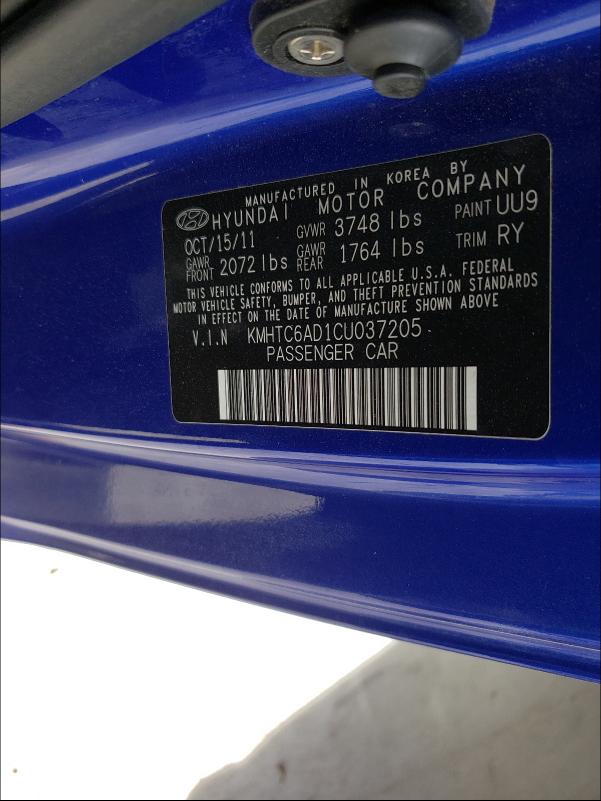 MANUFACTURED IN KOREA BY
HYUNDAI MOTOR COMPANY
OCT/15/11 GVWR 3748 lbs PAINT UU9
GAWR FRONT 2072 lbs GAWR REAR 1764 lbs TRIM RY
THIS VEHICLE CONFORMS TO ALL APPLICABLE U.S.A. FEDERAL
MOTOR VEHICLE SAFETY, BUMPER, AND THEFT PREVENTION STANDARDS
IN EFFECT ON THE DATE OF MANUFACTURE SHOWN ABOVE
V.I.N KMHTC6AD1CU037205
PASSENGER CAR